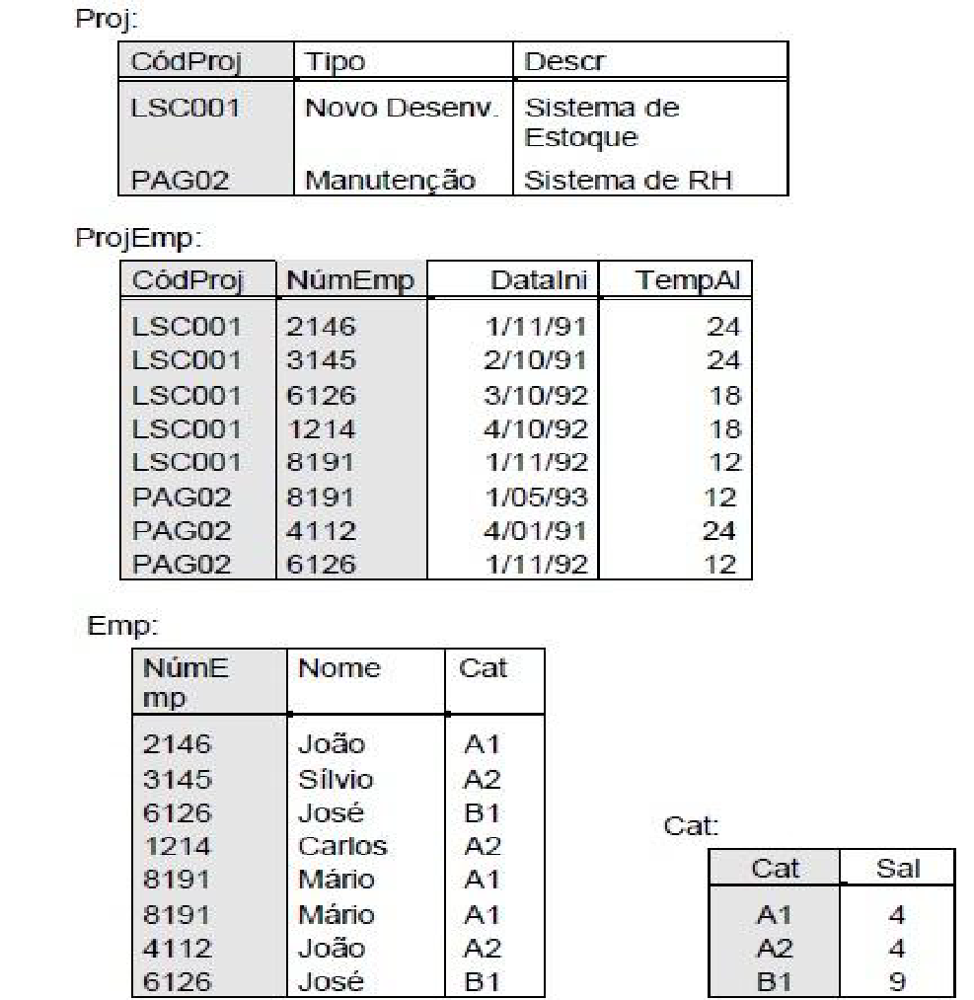 Proj:
CódProj Tipo Descr
LSC001 Novo Desenv. Sistema de
Estoque
PAG02 Manutenção Sistema de RH
ProjEmp:
CódProj NúmEmp DataIni TempAl
LSC001 2146 1/11/91 24
LSC001 3145 2/10/91 24
LSC001 6126 3/10/92 18
LSC001 1214 4/10/92 18
LSC001 8191 1/11/92 12
PAG02 8191 1/05/93 12
PAG02 4112 4/01/91 24
PAG02 6126 1/11/92 12
Emp:
NúmE Nome Cat
mp
2146 João A1
3145 Sílvio A2
6126 José B1
1214 Carlos A2
8191 Mário A1
8191 Mário A1
4112 João A2
6126 José B1
Cat:
Cat Sal
A1 4
A2 4
B1 9